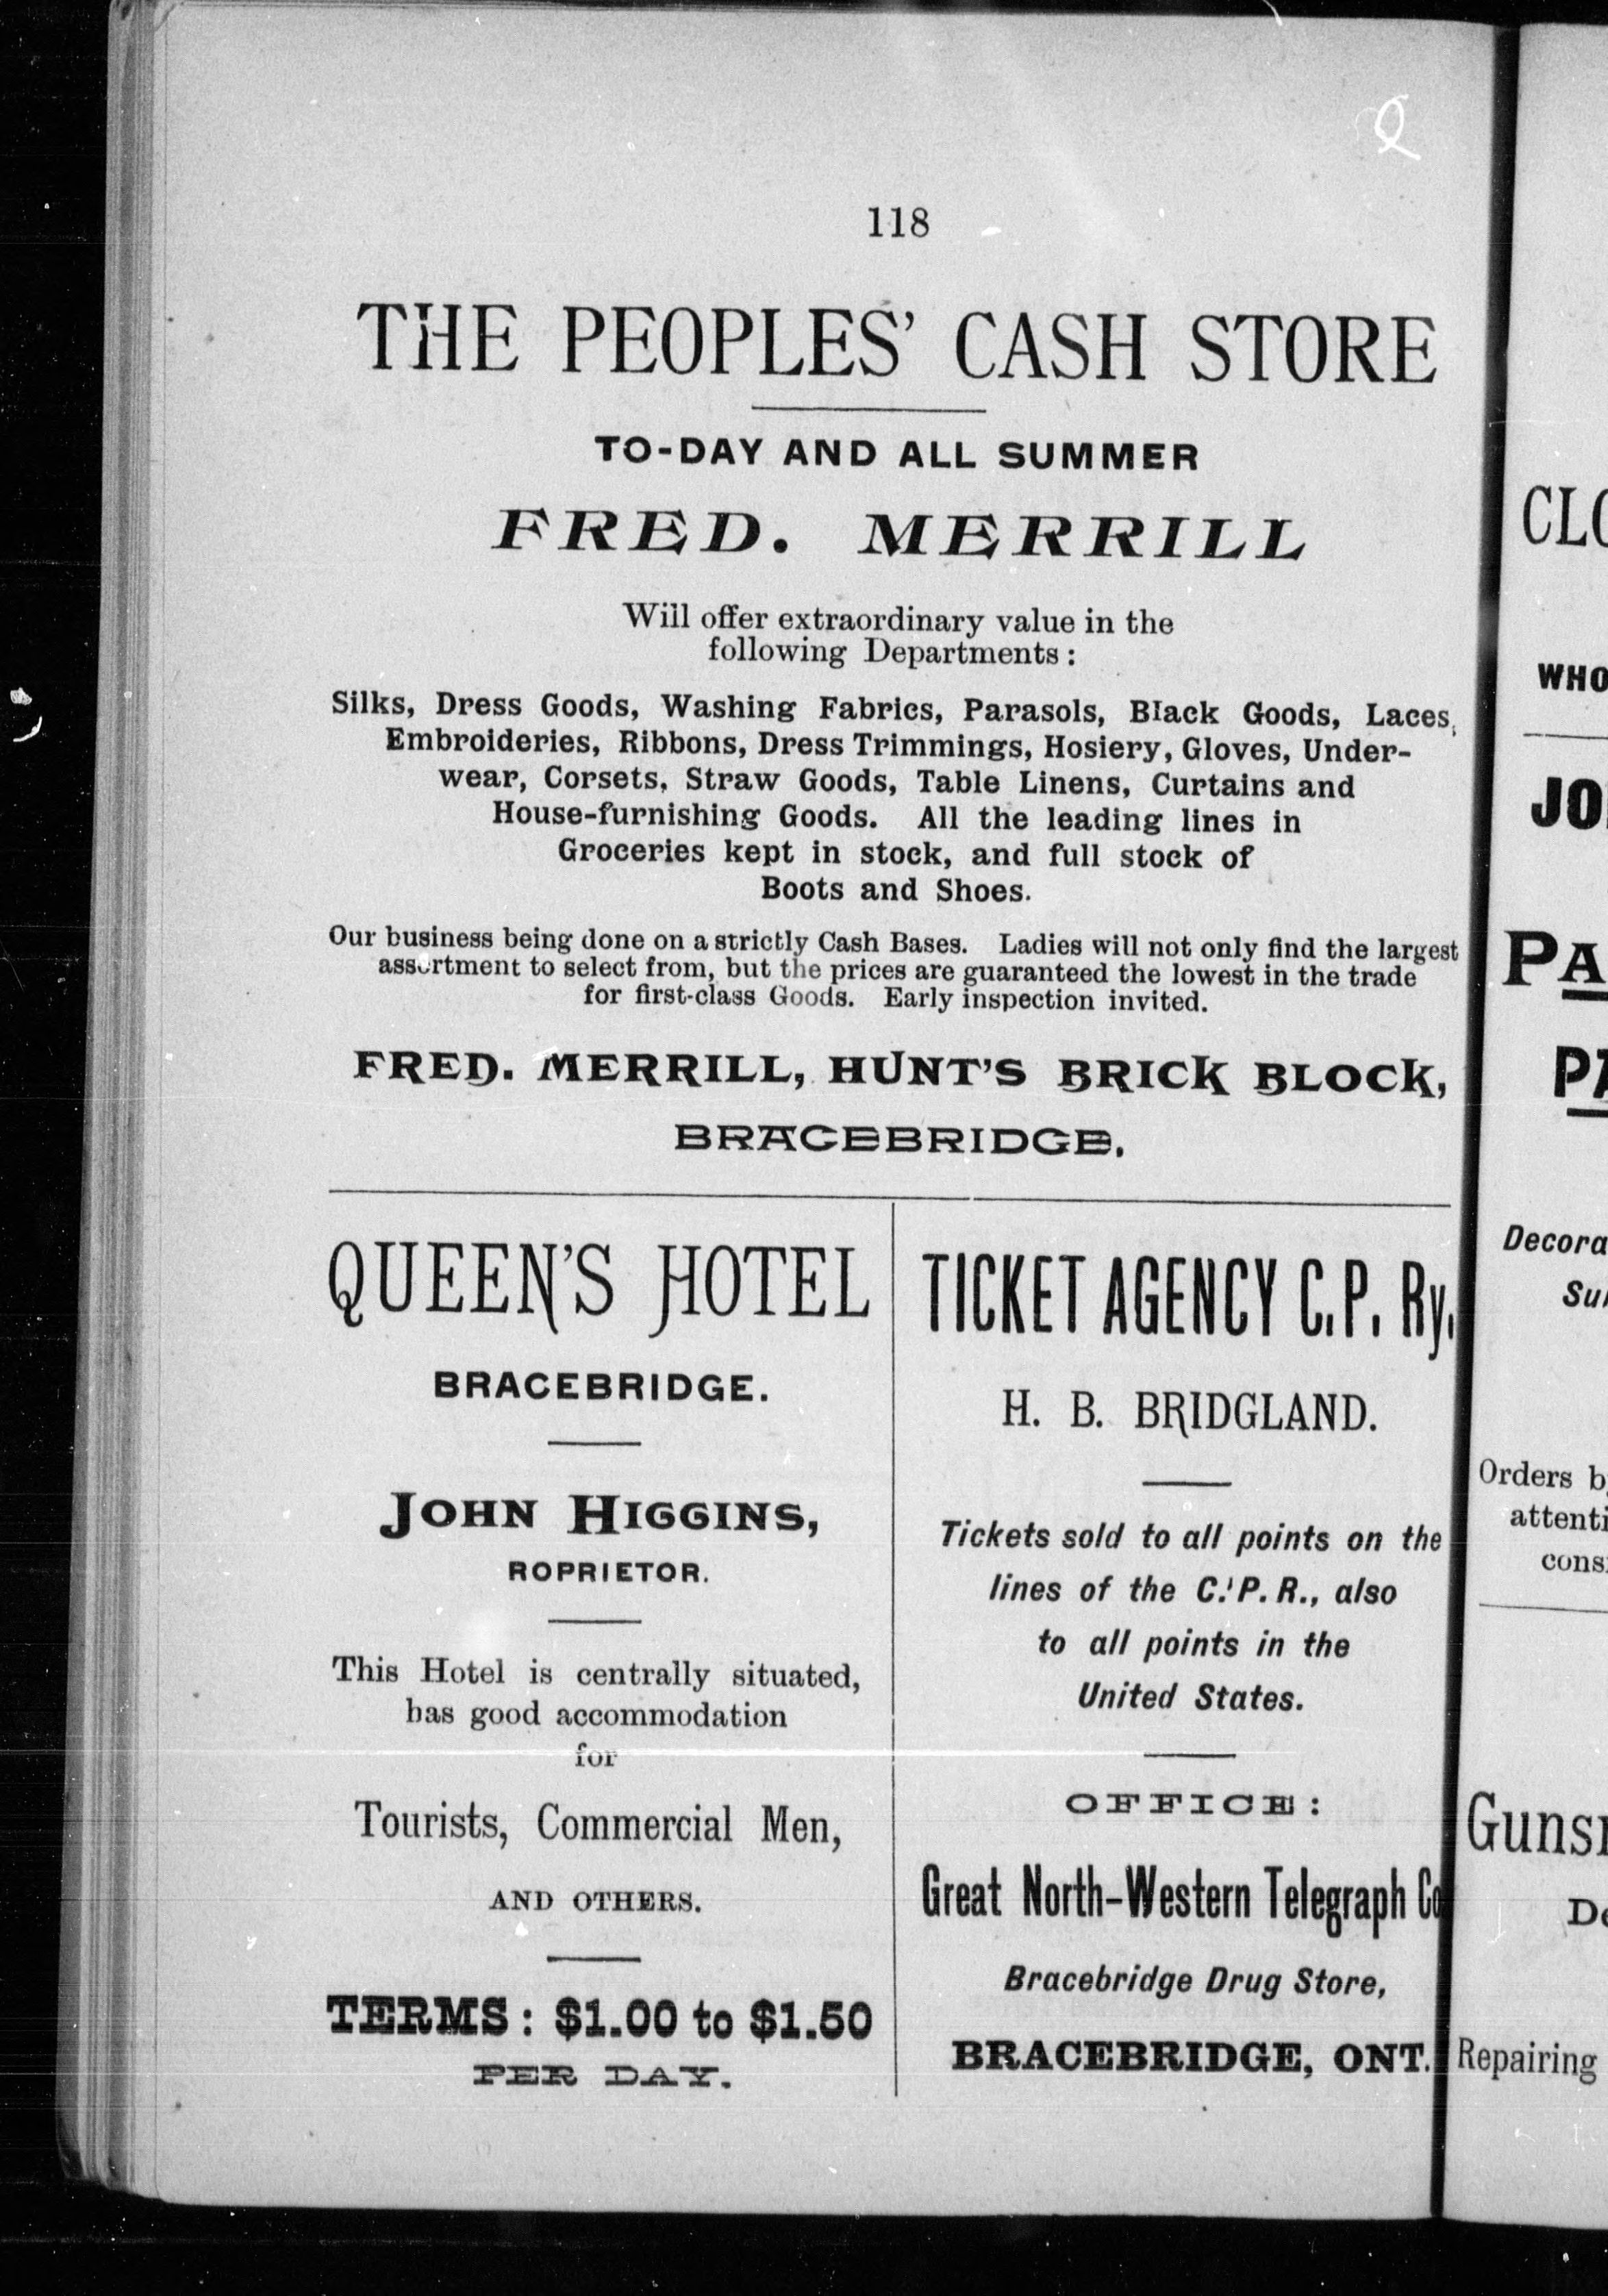 118
THE PEOPLES' CASH STORE
TO-DAY AND ALL SUMMER
FRED. MERRILL
Will offer extraordinary value in the
following Departments:
Silks, Dress Goods, Washing Fabrics, Parasols, Black Goods, Laces,
Embroideries, Ribbons, Dress Trimmings, Hosiery, Gloves, Under-
wear, Corsets, Straw Goods, Table Linens, Curtains and
House-furnishing Goods. All the leading lines in
Groceries kept in stock, and full stock of
Boots and Shoes.
Our business being done on a strictly Cash Bases. Ladies will not only find the largest
assortment to select from, but the prices are guaranteed the lowest in the trade
for first-class Goods. Early inspection invited.
FRED. MERRILL, HUNT'S BRICK BLOCK,
BRACEBRIDGE.
QUEEN'S HOTEL
BRACEBRIDGE.
JOHN HIGGINS,
ROPRIETOR.
This Hotel is centrally situated,
has good accommodation
for
Tourists, Commercial Men,
AND OTHERS.
TERMS: $1.00 to $1.50
PER DAY.
TICKET AGENCY C.P. Ry.
H. B. BRIDGLAND.
Tickets sold to all points on the
lines of the C.'P.R., also
to all points in the
United States.
OFFICE:
Great North-Western Telegraph Co
Bracebridge Drug Store,
BRACEBRIDGE, ONT.
CLO
WHO
JO
PA
PA
Decora
Su
Orders b
attenti
cons
Guns
De
Repairing